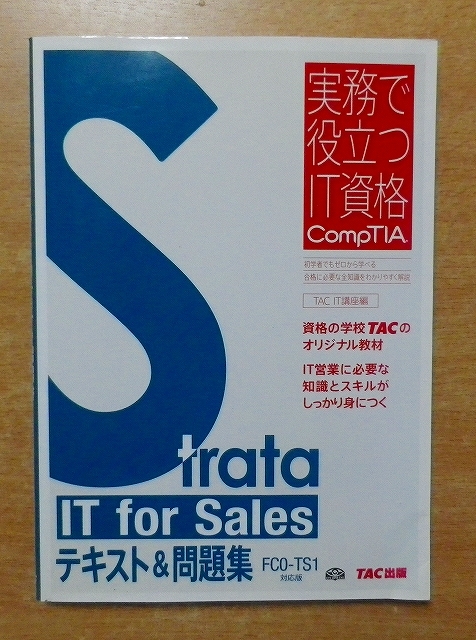 実務で
役立つ
IT資格
CompTIA.
初学者でもゼロから学べる
合格に必要な全知識をわかりやすく解説
TAC IT講座編
資格の学校TACの
オリジナル教材
IT営業に必要な
知識とスキルが
しっかり身につく
Strata
IT for Sales
テキスト&問題集
FC0-TS1
対応版
TAC出版